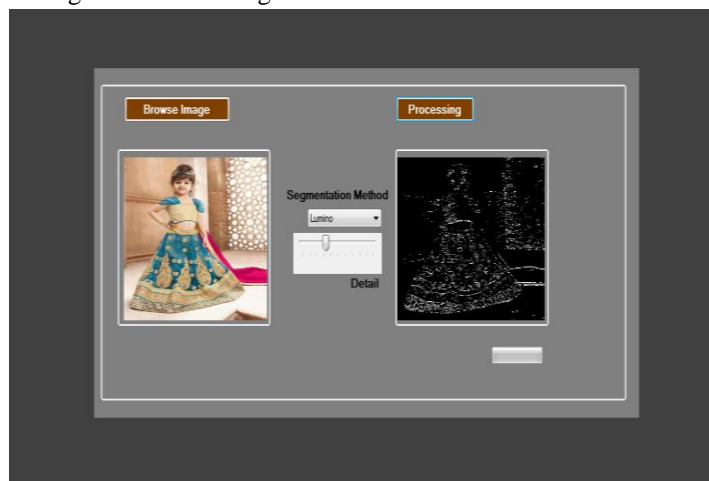 Browse Image
Processing
Segmentation Method
Lumino
Detail